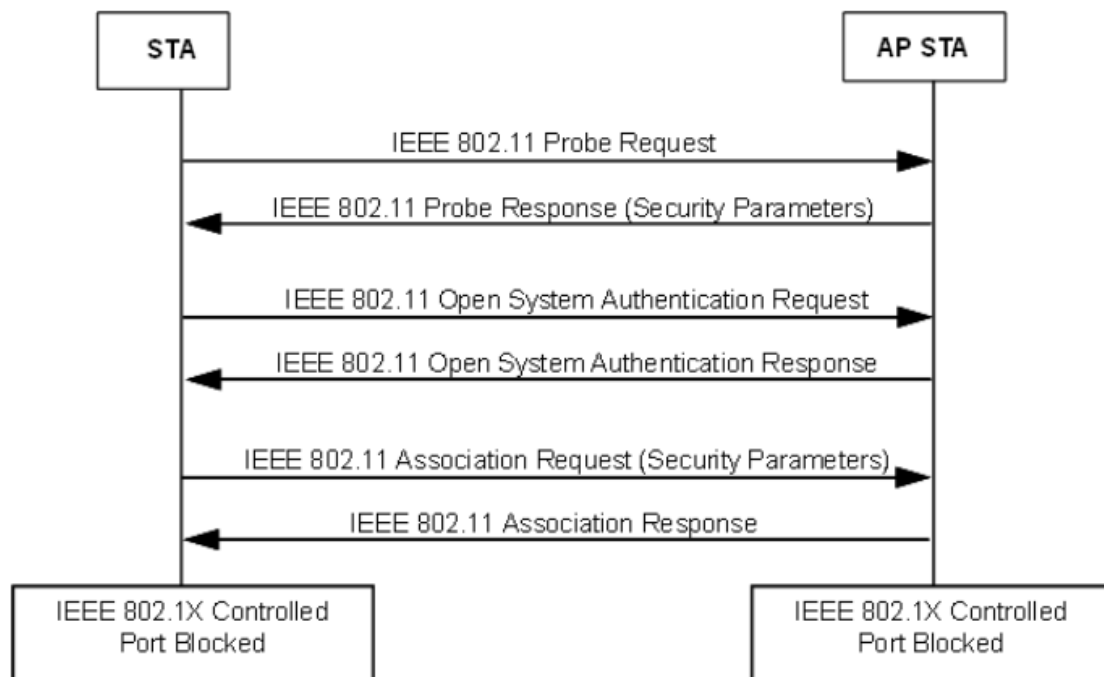 STA
AP STA
IEEE 802.11 Probe Request
IEEE 802.11 Probe Response (Security Parameters)
IEEE 802.11 Open System Authentication Request
IEEE 802.11 Open System Authentication Response
IEEE 802.11 Association Request (Security Parameters)
IEEE 802.11 Association Response
IEEE 802.1X Controlled
Port Blocked
IEEE 802.1X Controlled
Port Blocked